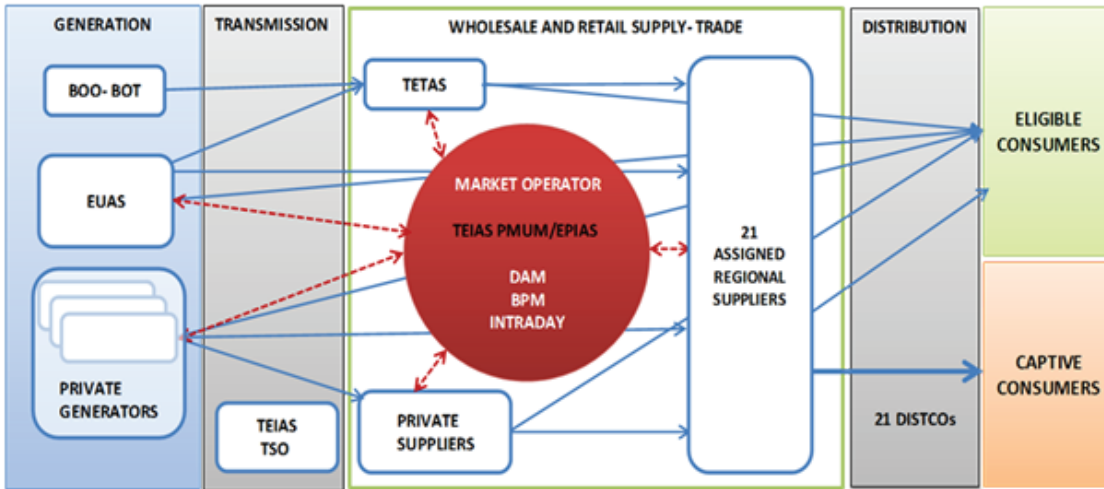 GENERATION
TRANSMISSION
WHOLESALE AND RETAIL SUPPLY- TRADE
DISTRIBUTION
BOO- BOT
EUAS
PRIVATE
GENERATORS
TEIAS
TSO
TETAS
MARKET OPERATOR
TEIAS PMUM/EPIAS
DAM
BPM
INTRADAY
PRIVATE
SUPPLIERS
21
ASSIGNED
REGIONAL
SUPPLIERS
21 DISTCOs
ELIGIBLE
CONSUMERS
CAPTIVE
CONSUMERS